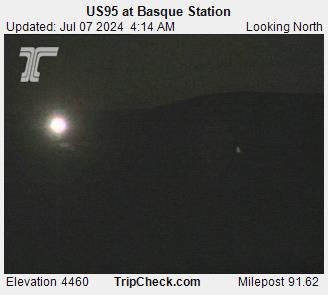 US95 at Basque Station
Updated: Jul 07 2024 4:14 AM Looking North
Elevation 4460 TripCheck.com Milepost 91.62